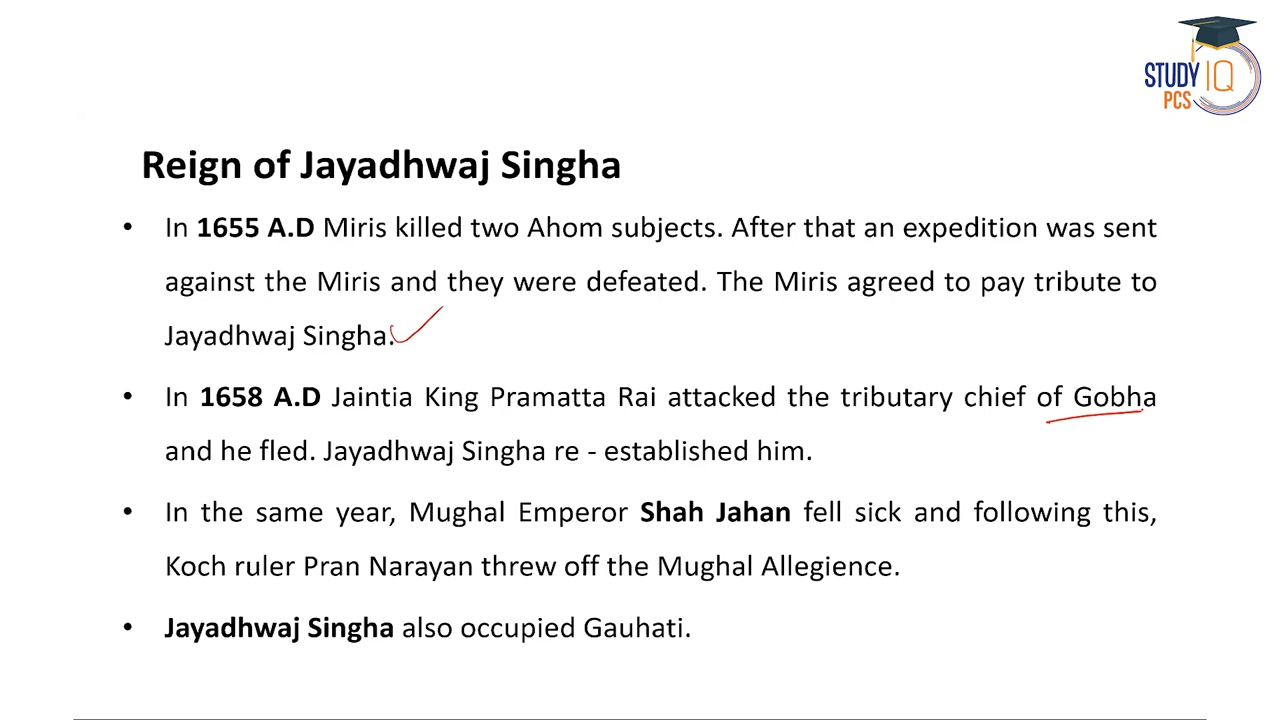 STUDY IQ
PCS
Reign of Jayadhwaj Singha
• In 1655 A.D Miris killed two Ahom subjects. After that an expedition was sent
against the Miris and they were defeated. The Miris agreed to pay tribute to
Jayadhwaj Singha.
• In 1658 A.D Jaintia King Pramatta Rai attacked the tributary chief of Gobha
and he fled. Jayadhwaj Singha re - established him.
• In the same year, Mughal Emperor Shah Jahan fell sick and following this,
Koch ruler Pran Narayan threw off the Mughal Allegience.
• Jayadhwaj Singha also occupied Gauhati.